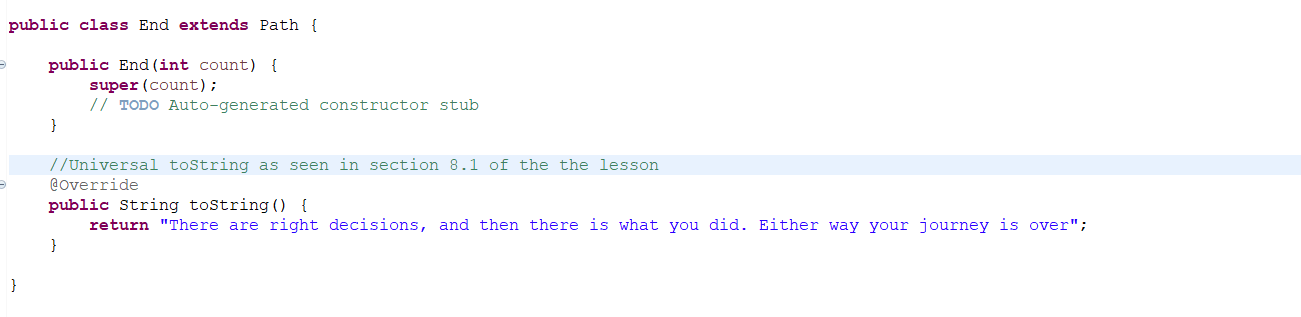 public class End extends Path {
public End(int count) {
super(count);
// TODO Auto-generated constructor stub
}
//Universal toString as seen in section 8.1 of the the lesson
@Override
public String toString() {
return "There are right decisions, and then there is what you did. Either way your journey is over";
}
}